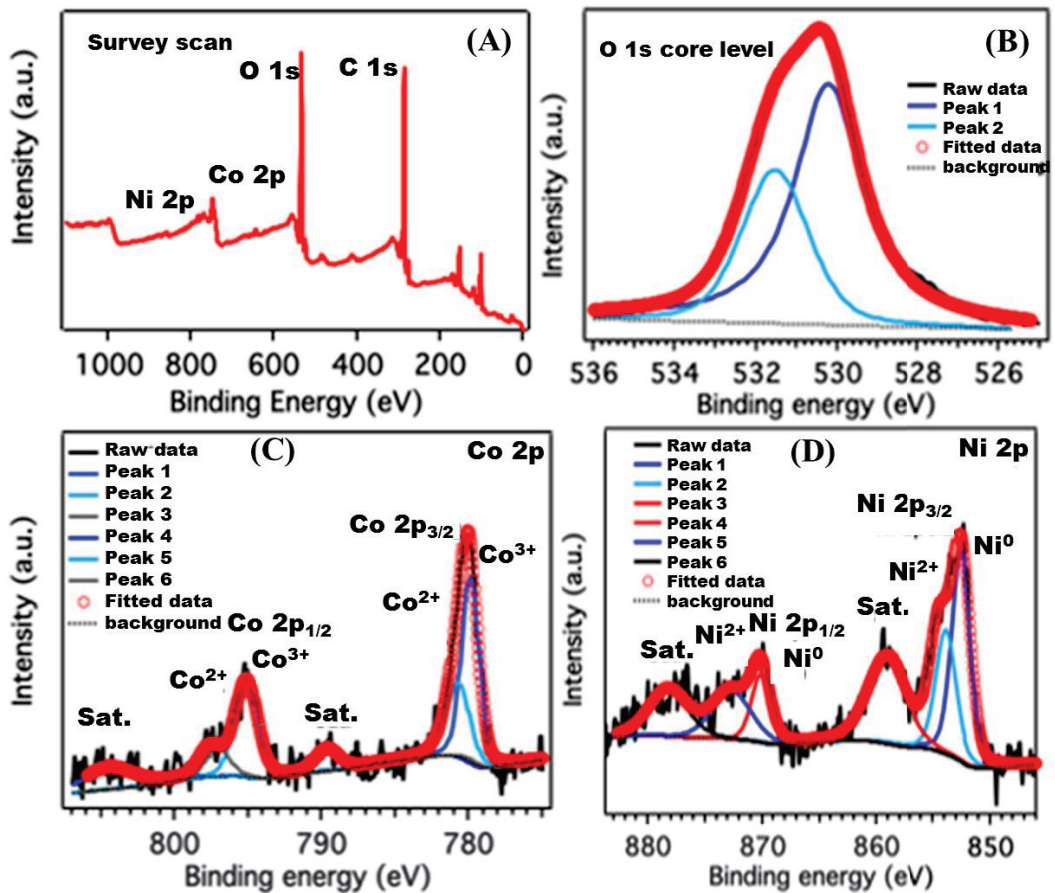 Survey scan
(A)
O 1s
C 1s
Co 2p
Ni 2p
Intensity (a.u.)
1000 800 600 400 200 0
Binding Energy (eV)
(B)
O 1s core level
Raw data
Peak 1
Peak 2
Fitted data
background
Intensity (a.u.)
536 534 532 530 528 526
Binding energy (eV)
(C)
Co 2p
Raw data
Peak 1
Peak 2
Peak 3
Peak 4
Peak 5
Peak 6
Fitted data
background
Co 2p3/2
Co³⁺
Co²⁺
Co 2p1/2
Co³⁺
Co²⁺
Sat.
Sat.
Intensity (a.u.)
800 790 780
Binding energy (eV)
(D)
Ni 2p
Raw data
Peak 1
Peak 2
Peak 3
Peak 4
Peak 5
Peak 6
Fitted data
background
Ni 2p3/2
Ni⁰
Ni²⁺
Sat.
Ni 2p1/2
Ni²⁺
Ni⁰
Sat.
Intensity (a.u.)
880 870 860 850
Binding energy (eV)